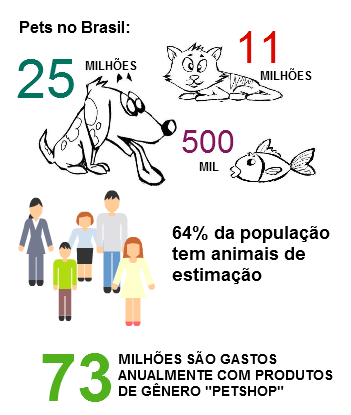 Pets no Brasil:
25 MILHÕES
11 MILHÕES
500 MIL
64% da população
tem animais de
estimação
73 MILHÕES SÃO GASTOS
ANUALMENTE COM PRODUTOS
DE GÊNERO "PETSHOP"